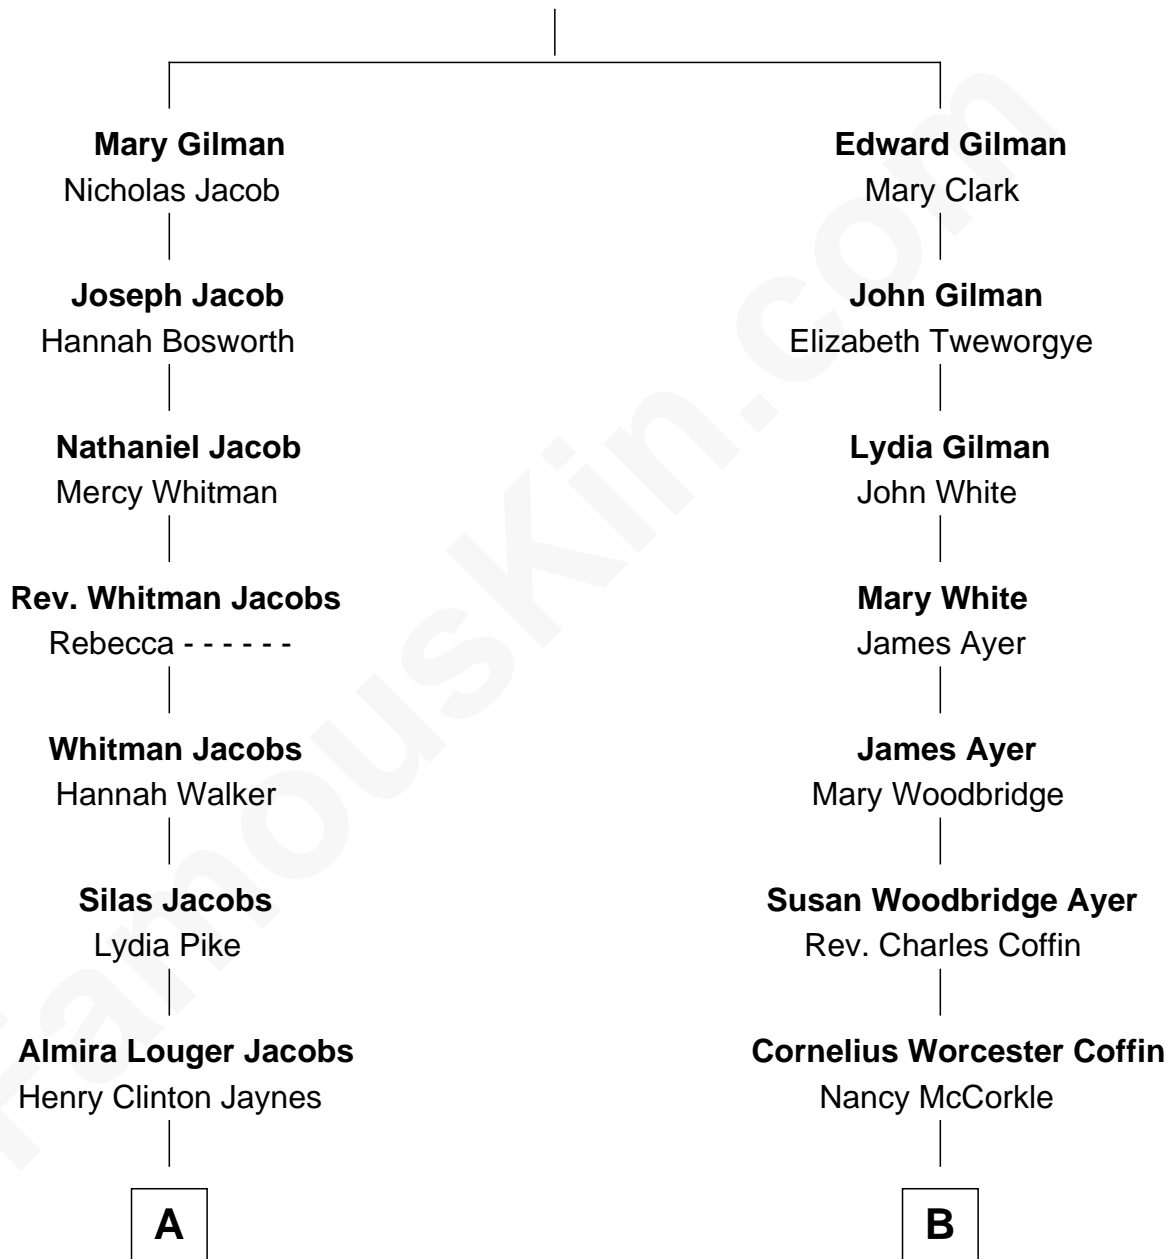 Mary Gilman
Nicholas Jacob
Joseph Jacob
Hannah Bosworth
Nathaniel Jacob
Mercy Whitman
Rev. Whitman Jacobs
Rebecca - - - - - -
Whitman Jacobs
Hannah Walker
Silas Jacobs
Lydia Pike
Almira Louger Jacobs
Henry Clinton Jaynes
A
Edward Gilman
Mary Clark
John Gilman
Elizabeth Tweworgye
Lydia Gilman
John White
Mary White
James Ayer
James Ayer
Mary Woodbridge
Susan Woodbridge Ayer
Rev. Charles Coffin
Cornelius Worcester Coffin
Nancy McCorkle
B
FamousKin.com